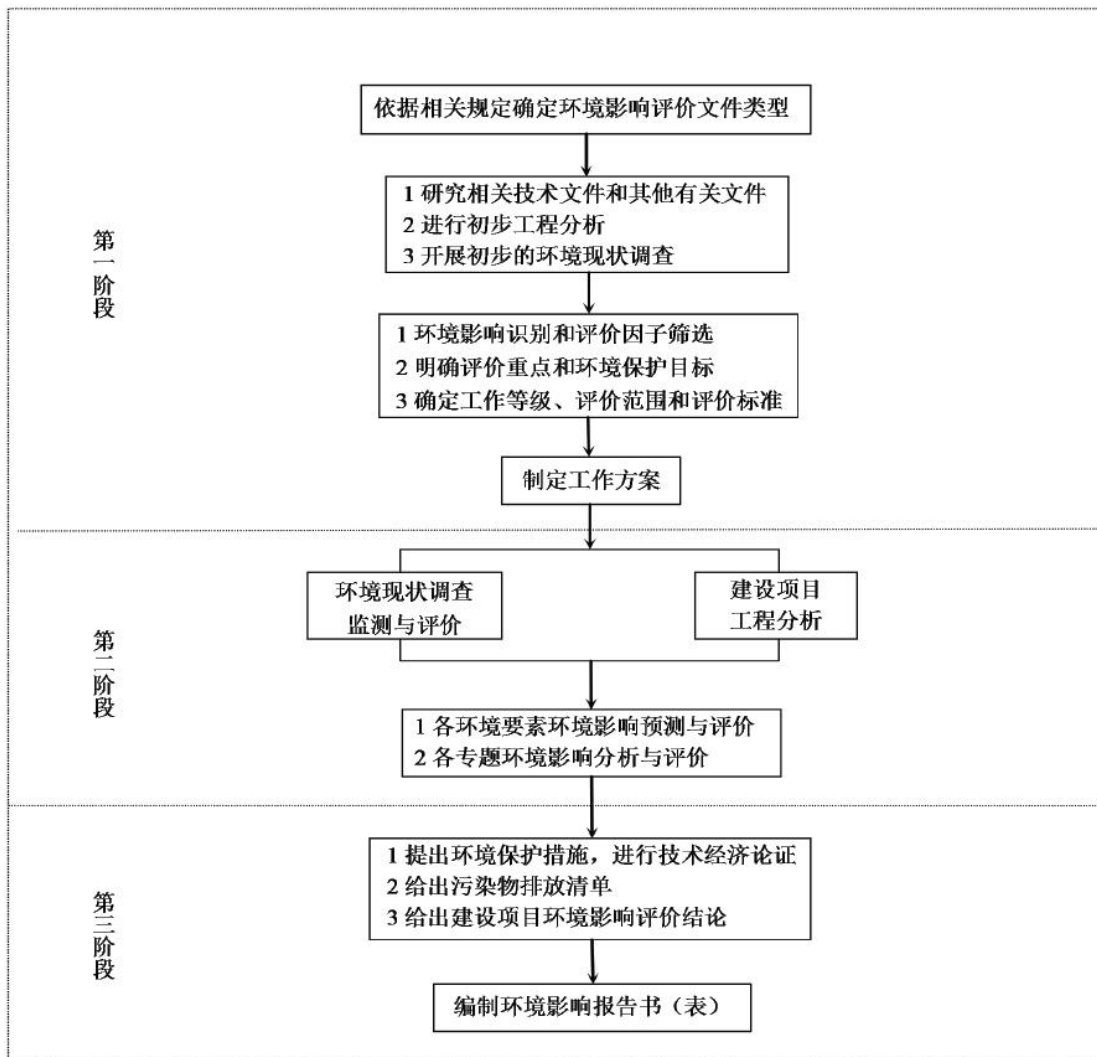 依据相关规定确定环境影响评价文件类型
1 研究相关技术文件和其他有关文件
2 进行初步工程分析
3 开展初步的环境现状调查
第一阶段
1 环境影响识别和评价因子筛选
2 明确评价重点和环境保护目标
3 确定工作等级、评价范围和评价标准
制定工作方案
环境现状调查
监测与评价
建设项目
工程分析
第二阶段
1 各环境要素环境影响预测与评价
2 各专题环境影响分析与评价
1 提出环境保护措施，进行技术经济论证
2 给出污染物排放清单
3 给出建设项目环境影响评价结论
第三阶段
编制环境影响报告书（表）